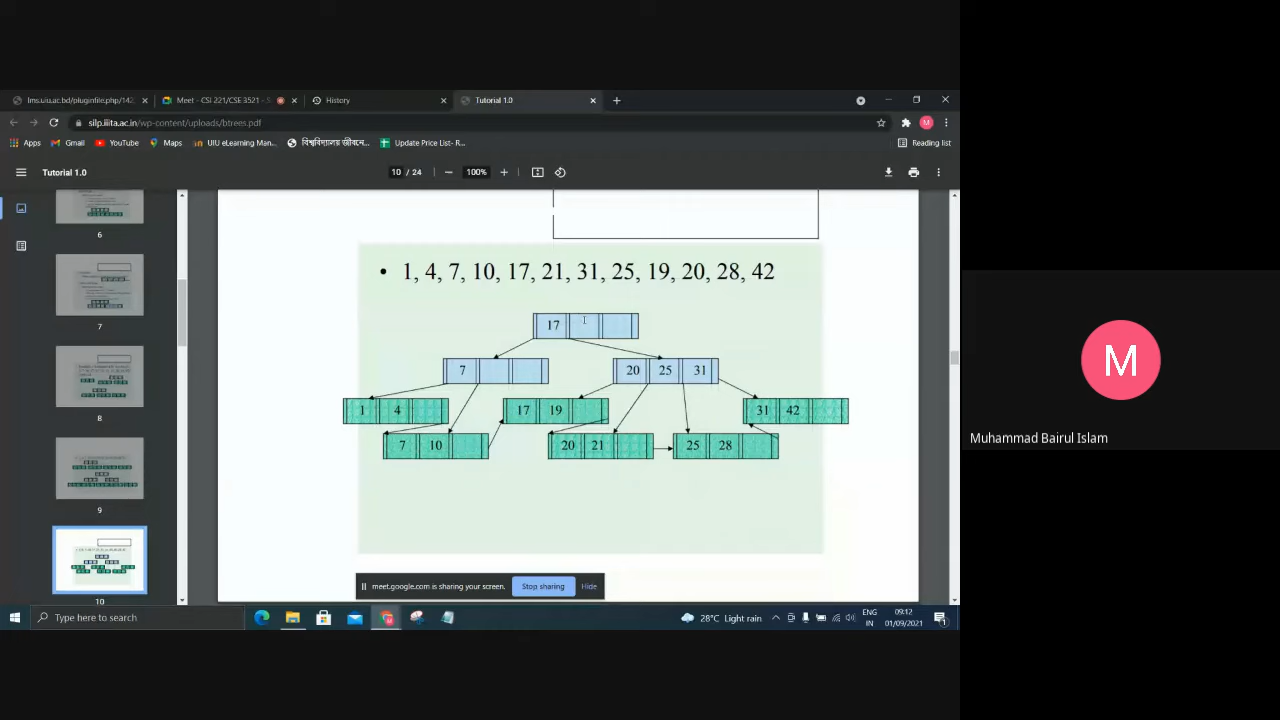 lms.uiu.ac.bd/pluginfile.php/142
Meet - CSI 221/CSE 3521 - S
History
Tutorial 1.0
silp.iiita.ac.in/wp-content/uploads/btrees.pdf
Apps
Gmail
YouTube
Maps
UIU eLearning Man...
বিশ্ববিদ্যালয় জীবনে...
Update Price List- R...
Reading list
Tutorial 1.0
10 / 24
100%
6
7
8
9
10
• 1, 4, 7, 10, 17, 21, 31, 25, 19, 20, 28, 42
17
7
20 25 31
1 4
17 19
31 42
7 10
20 21
25 28
meet.google.com is sharing your screen.
Stop sharing
Hide
Type here to search
28°C Light rain
ENG
IN
09:12
01/09/2021
1
M
Muhammad Bairul Islam